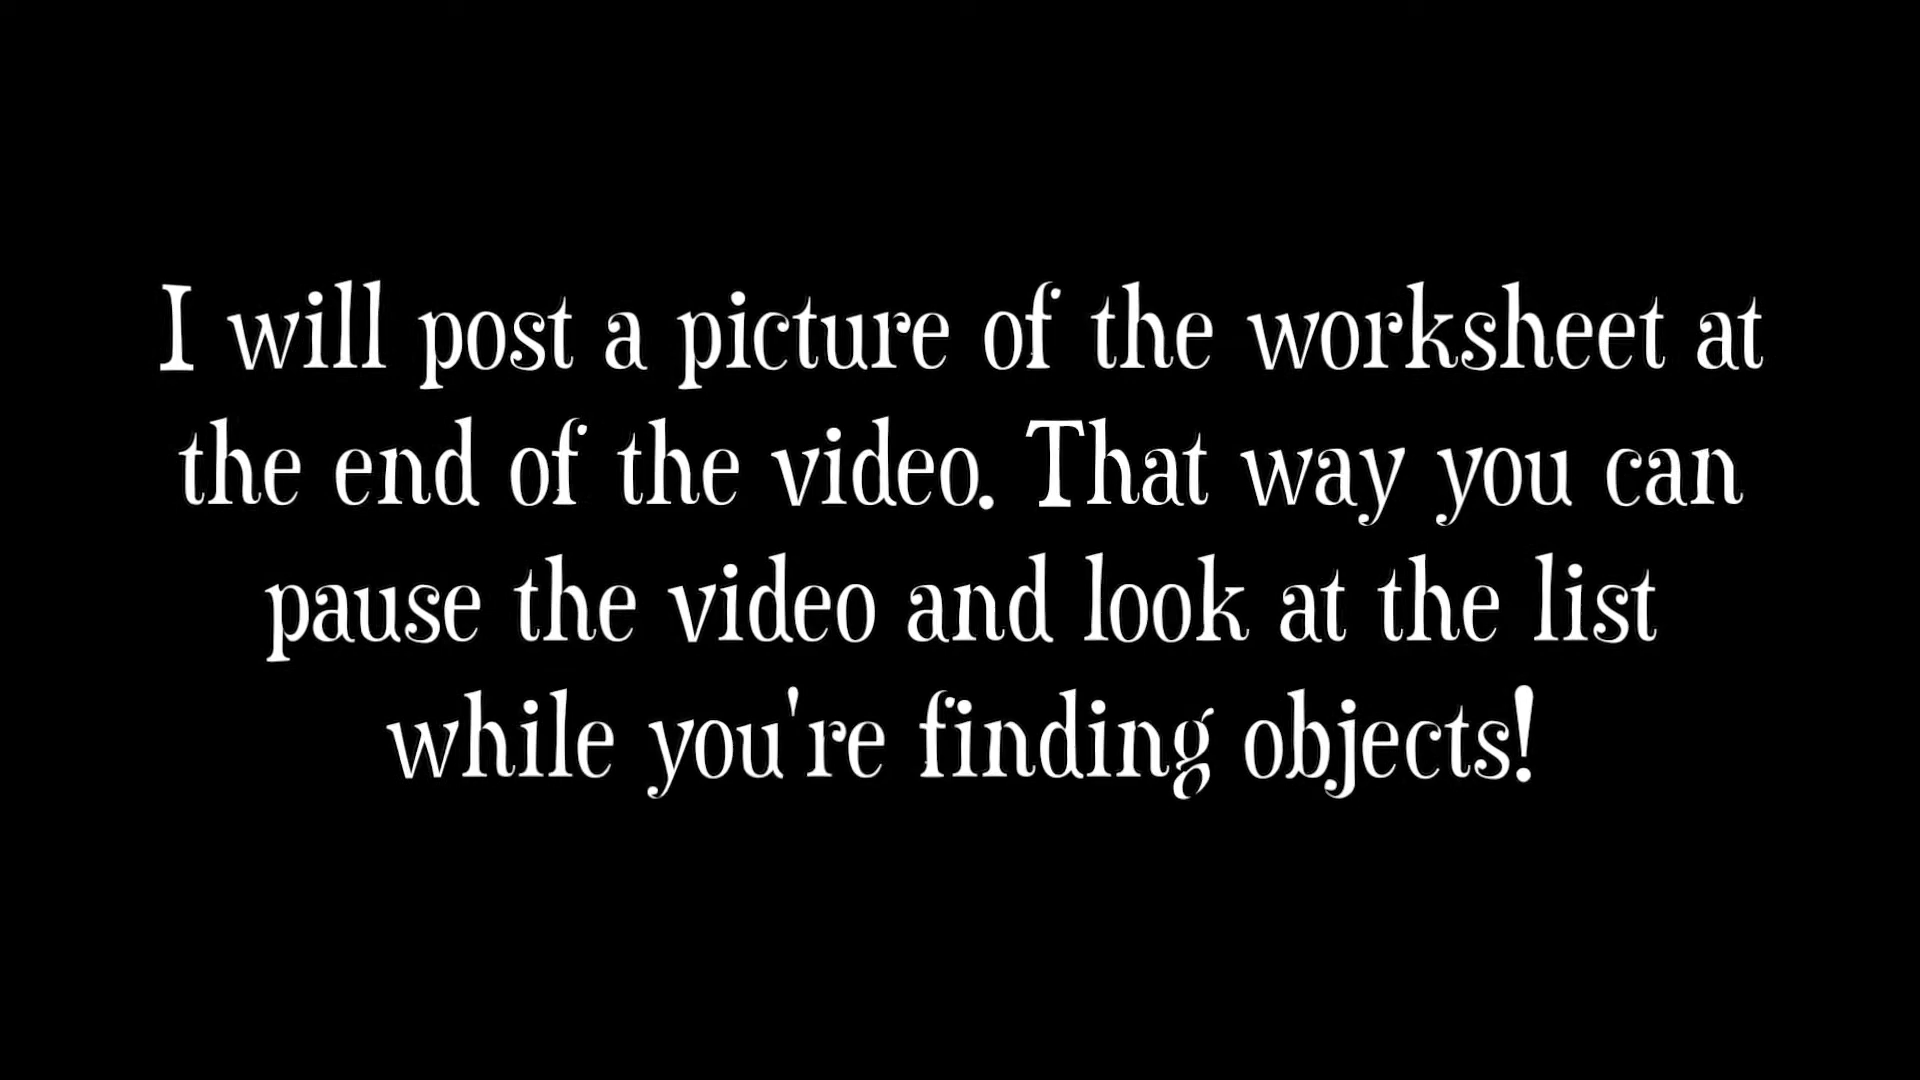 I will post a picture of the worksheet at
the end of the video. That way you can
pause the video and look at the list
while you're finding objects!